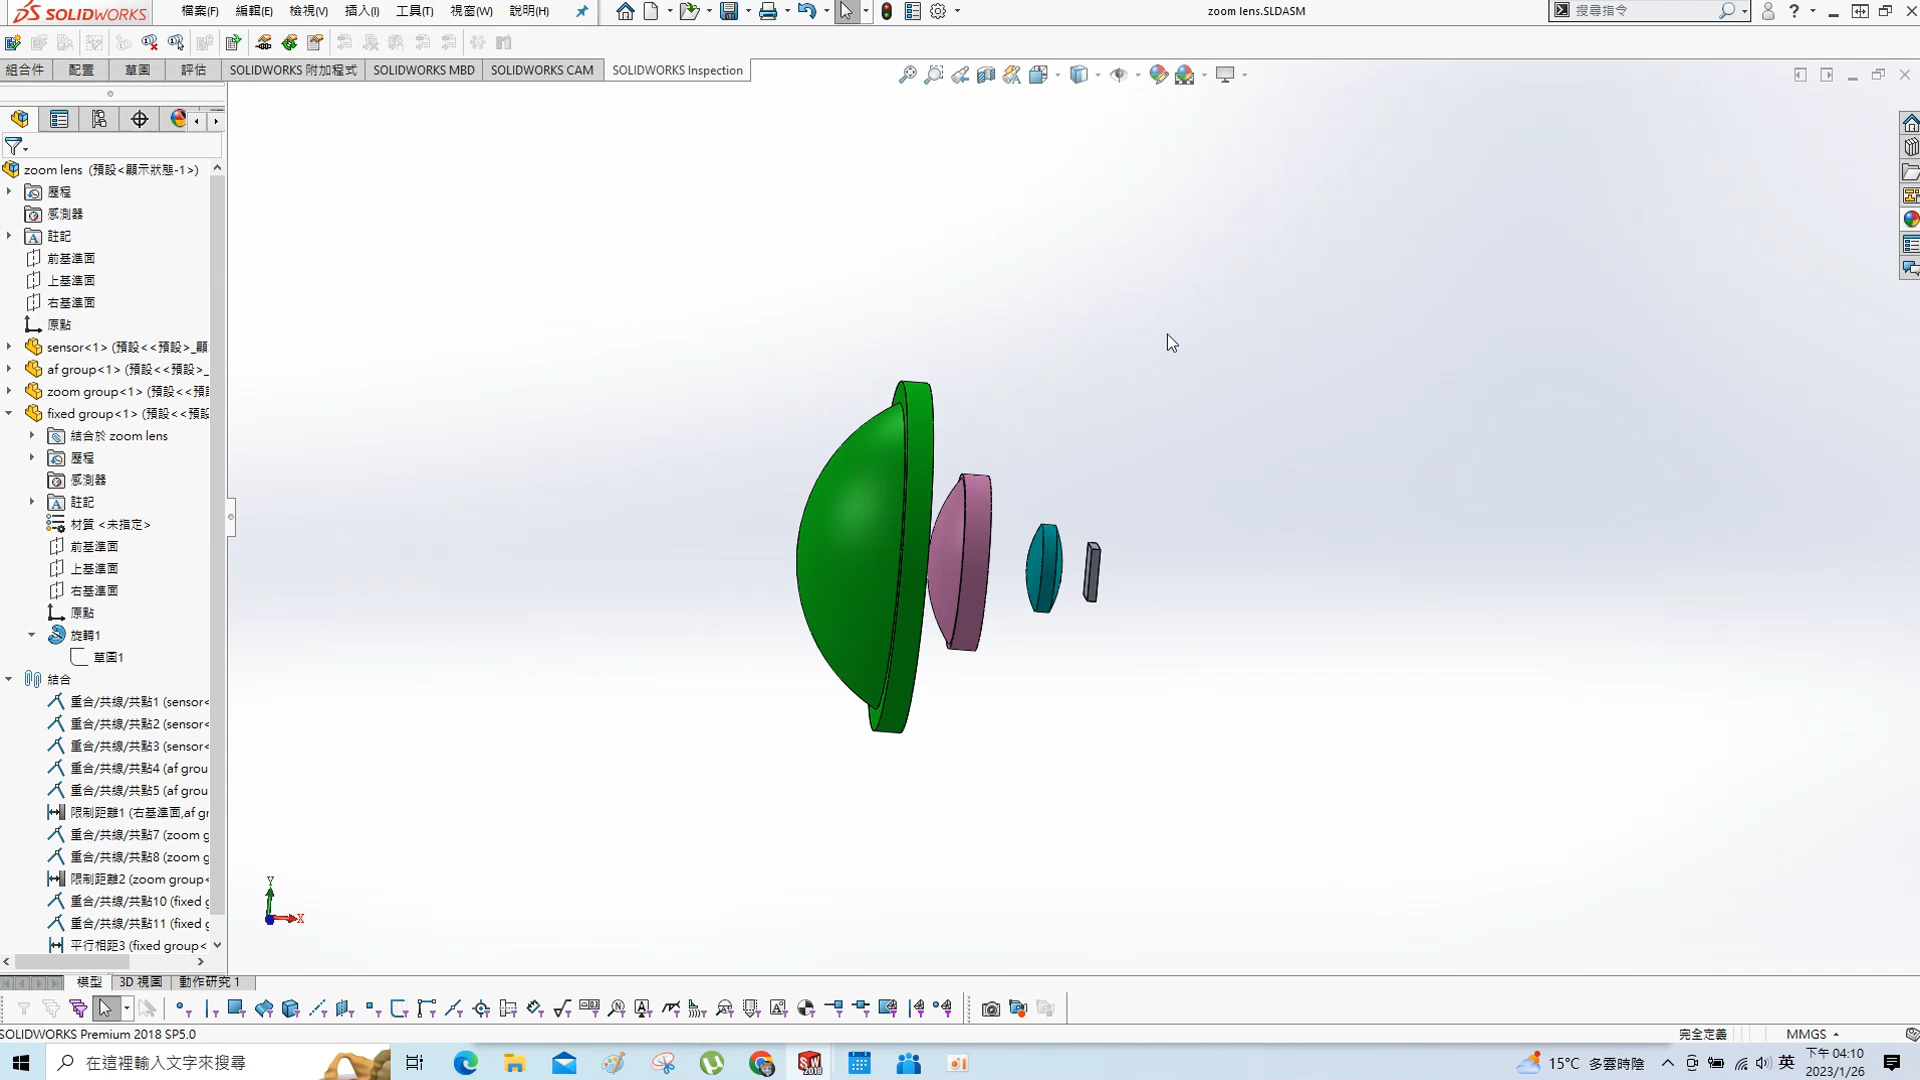 SOLIDWORKS
檔案(F) 編輯(E) 檢視(V) 插入(I) 工具(T) 視窗(W) 說明(H)
zoom lens.SLDASM
搜尋指令
組合件 配置 草圖 評估 SOLIDWORKS 附加程式 SOLIDWORKS MBD SOLIDWORKS CAM SOLIDWORKS Inspection
zoom lens (預設<顯示狀態-1>)
歷程
感測器
註記
前基準面
上基準面
右基準面
原點
sensor<1> (預設<<預設>_顯
af group<1> (預設<<預設>_
zoom group<1> (預設<<預
fixed group<1> (預設<<預設
結合於 zoom lens
歷程
感測器
註記
材質 <未指定>
前基準面
上基準面
右基準面
原點
旋轉1
草圖1
結合
重合/共線/共點1 (sensor<
重合/共線/共點2 (sensor<
重合/共線/共點3 (sensor<
重合/共線/共點4 (af grou
重合/共線/共點5 (af grou
限制距離1 (右基準面,af gr
重合/共線/共點7 (zoom g
重合/共線/共點8 (zoom g
限制距離2 (zoom group<
重合/共線/共點10 (fixed g
重合/共線/共點11 (fixed g
平行相距3 (fixed group<
Y
X
模型 3D 視圖 動作研究 1
SOLIDWORKS Premium 2018 SP5.0
完全定義 MMGS
在這裡輸入文字來搜尋
15°C 多雲時陰
英
下午 04:10
2023/1/26